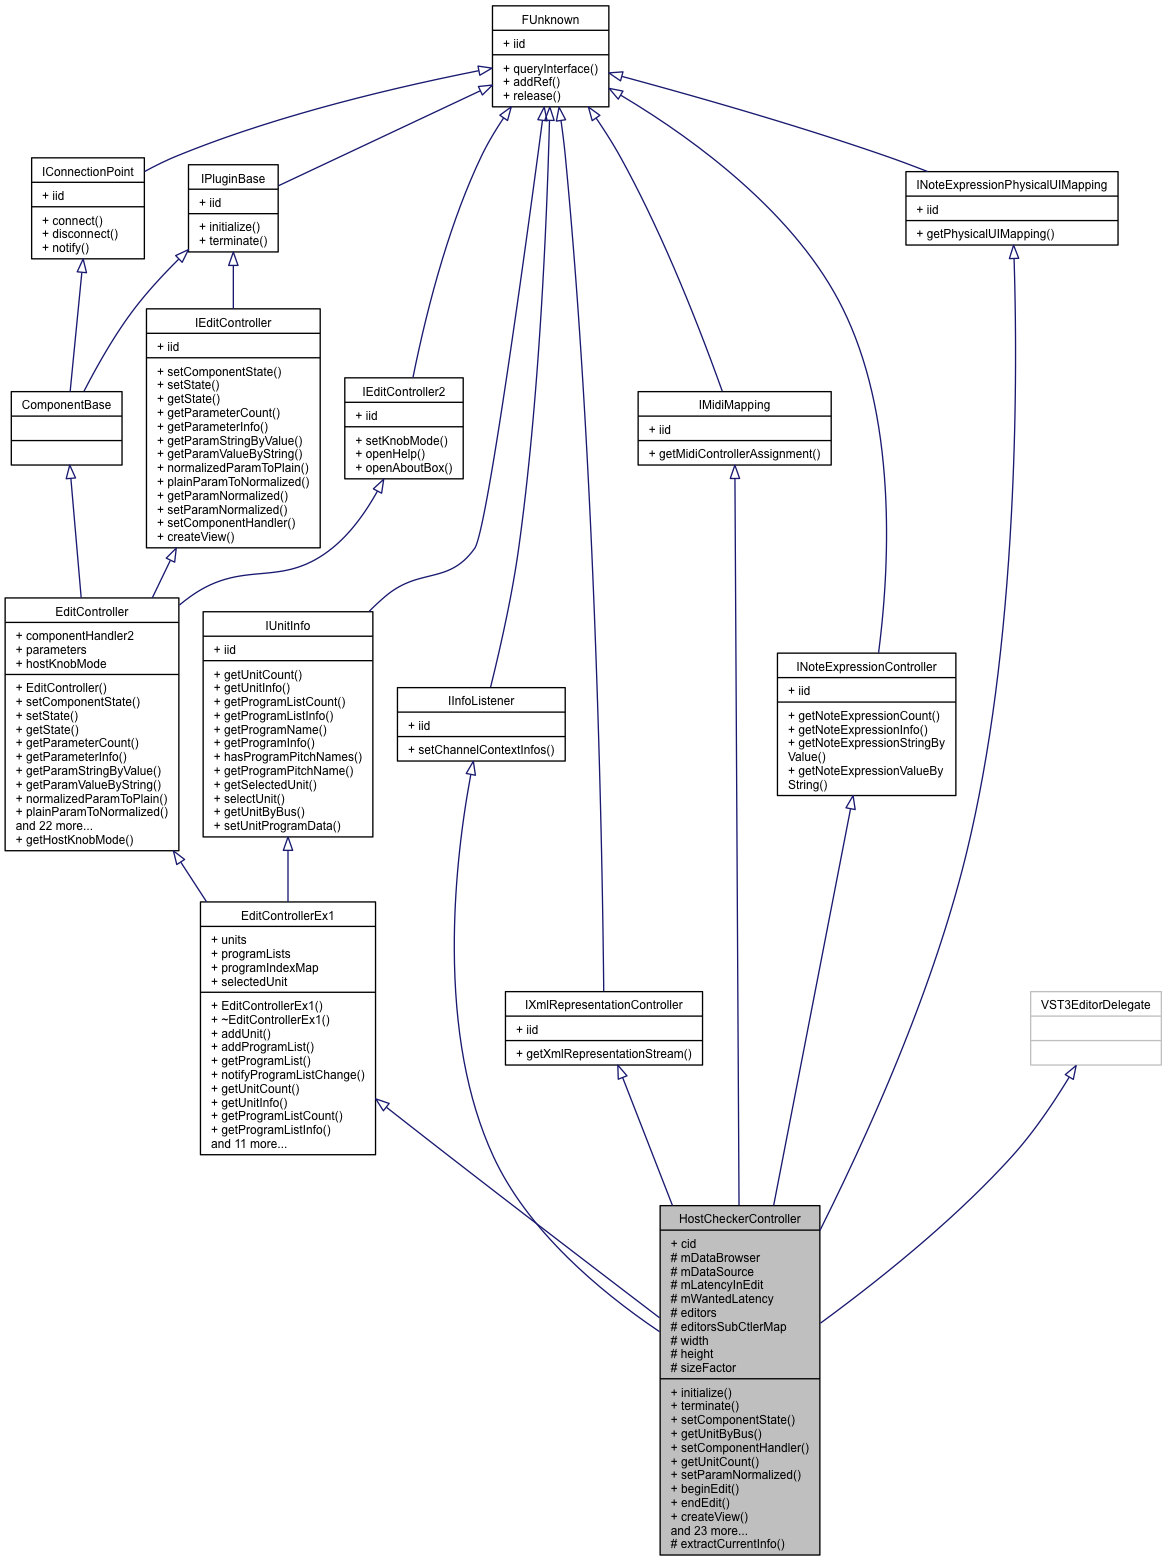 FUnknown
+ iid
+ queryInterface()
+ addRef()
+ release()
IConnectionPoint
+ iid
+ connect()
+ disconnect()
+ notify()
IPluginBase
+ iid
+ initialize()
+ terminate()
INoteExpressionPhysicalUIMapping
+ iid
+ getPhysicalUIMapping()
IEditController
+ iid
+ setComponentState()
+ setState()
+ getState()
+ getParameterCount()
+ getParameterInfo()
+ getParamStringByValue()
+ getParamValueByString()
+ normalizedParamToPlain()
+ plainParamToNormalized()
+ getParamNormalized()
+ setParamNormalized()
+ setComponentHandler()
+ createView()
ComponentBase
IEditController2
+ iid
+ setKnobMode()
+ openHelp()
+ openAboutBox()
IMidiMapping
+ iid
+ getMidiControllerAssignment()
EditController
+ componentHandler2
+ parameters
+ hostKnobMode
+ EditController()
+ setComponentState()
+ setState()
+ getState()
+ getParameterCount()
+ getParameterInfo()
+ getParamStringByValue()
+ getParamValueByString()
+ normalizedParamToPlain()
+ plainParamToNormalized()
and 22 more...
+ getHostKnobMode()
IUnitInfo
+ iid
+ getUnitCount()
+ getUnitInfo()
+ getProgramListCount()
+ getProgramListInfo()
+ getProgramName()
+ getProgramInfo()
+ hasProgramPitchNames()
+ getProgramPitchName()
+ getSelectedUnit()
+ selectUnit()
+ getUnitByBus()
+ setUnitProgramData()
IInfoListener
+ iid
+ setChannelContextInfos()
INoteExpressionController
+ iid
+ getNoteExpressionCount()
+ getNoteExpressionInfo()
+ getNoteExpressionStringBy
Value()
+ getNoteExpressionValueBy
String()
EditControllerEx1
+ units
+ programLists
+ programIndexMap
+ selectedUnit
+ EditControllerEx1()
+ ~EditControllerEx1()
+ addUnit()
+ addProgramList()
+ getProgramList()
+ notifyProgramListChange()
+ getUnitCount()
+ getUnitInfo()
+ getProgramListCount()
+ getProgramListInfo()
and 11 more...
IXmlRepresentationController
+ iid
+ getXmlRepresentationStream()
VST3EditorDelegate
HostCheckerController
+ cid
# mDataBrowser
# mDataSource
# mLatencyInEdit
# mWantedLatency
# editors
# editorsSubCtlerMap
# width
# height
# sizeFactor
+ initialize()
+ terminate()
+ setComponentState()
+ getUnitByBus()
+ setComponentHandler()
+ getUnitCount()
+ setParamNormalized()
+ beginEdit()
+ endEdit()
+ createView()
and 23 more...
# extractCurrentInfo()